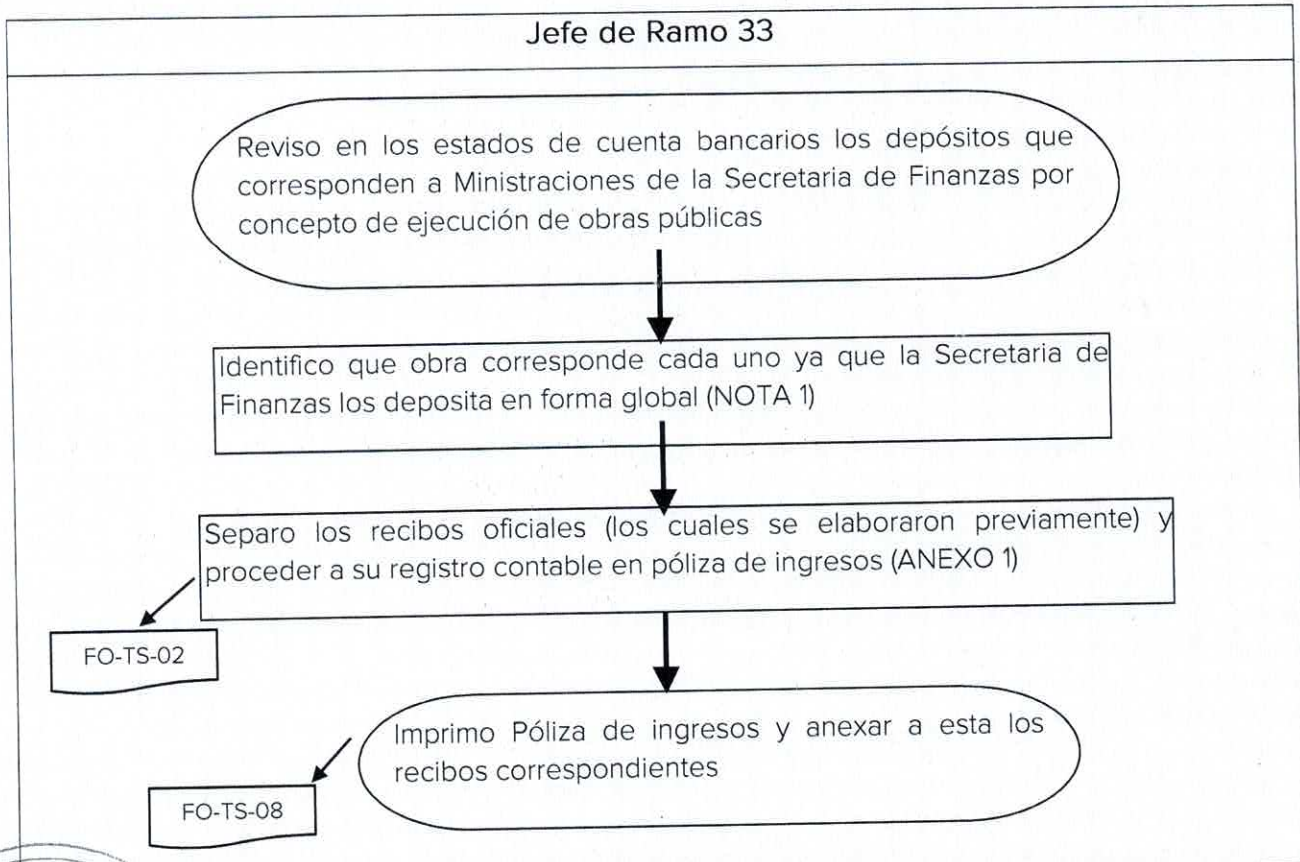 Jefe de Ramo 33
Reviso en los estados de cuenta bancarios los depósitos que
corresponden a Ministraciones de la Secretaria de Finanzas por
concepto de ejecución de obras públicas
Identifico que obra corresponde cada uno ya que la Secretaria de
Finanzas los deposita en forma global (NOTA 1)
Separo los recibos oficiales (los cuales se elaboraron previamente) y
proceder a su registro contable en póliza de ingresos (ANEXO 1)
FO-TS-02
Imprimo Póliza de ingresos y anexar a esta los
recibos correspondientes
FO-TS-08